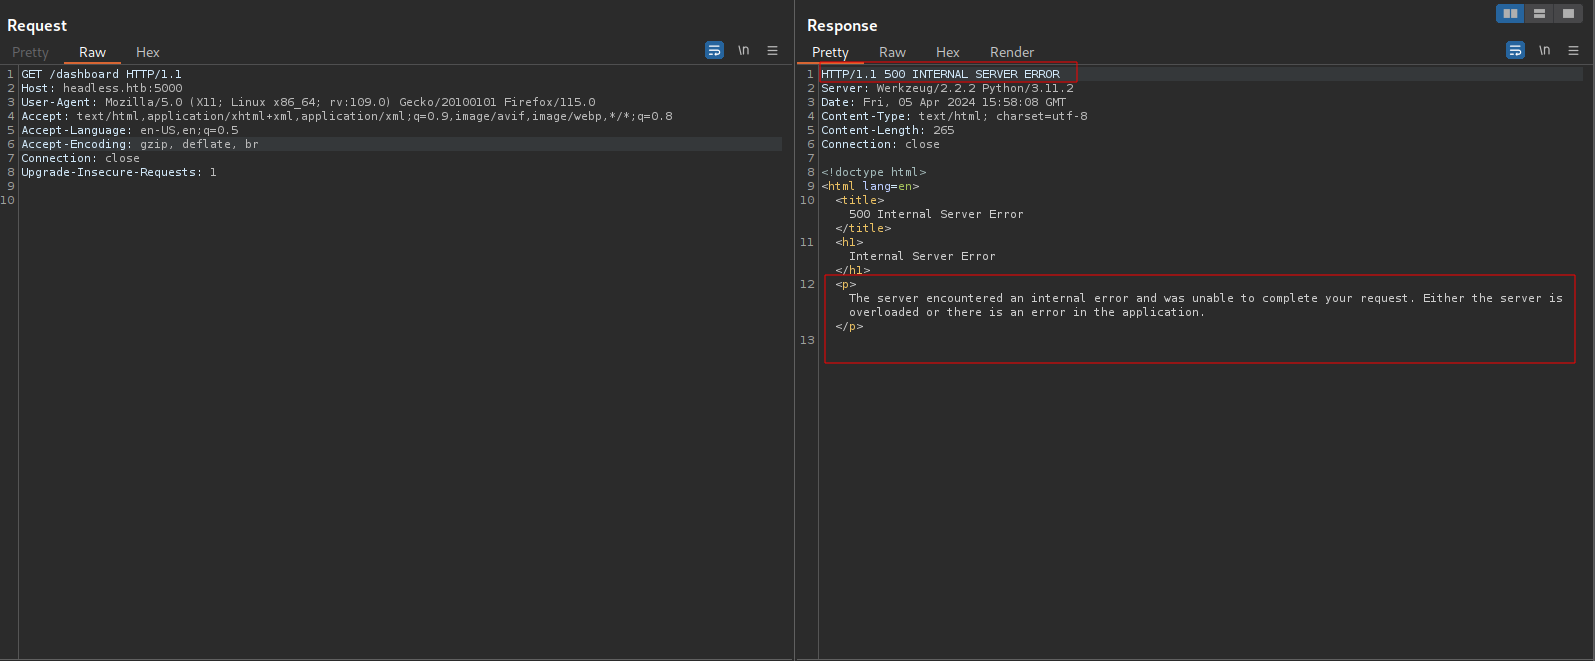 Request
Pretty Raw Hex
\n
1 GET /dashboard HTTP/1.1
2 Host: headless.htb:5000
3 User-Agent: Mozilla/5.0 (X11; Linux x86_64; rv:109.0) Gecko/20100101 Firefox/115.0
4 Accept: text/html,application/xhtml+xml,application/xml;q=0.9,image/avif,image/webp,*/*;q=0.8
5 Accept-Language: en-US,en;q=0.5
6 Accept-Encoding: gzip, deflate, br
7 Connection: close
8 Upgrade-Insecure-Requests: 1
9
10
Response
Pretty Raw Hex Render
\n
1 HTTP/1.1 500 INTERNAL SERVER ERROR
2 Server: Werkzeug/2.2.2 Python/3.11.2
3 Date: Fri, 05 Apr 2024 15:58:08 GMT
4 Content-Type: text/html; charset=utf-8
5 Content-Length: 265
6 Connection: close
7
8 <!doctype html>
9 <html lang=en>
10 <title>
500 Internal Server Error
</title>
11 <h1>
Internal Server Error
</h1>
12 <p>
The server encountered an internal error and was unable to complete your request. Either the server is
overloaded or there is an error in the application.
</p>
13